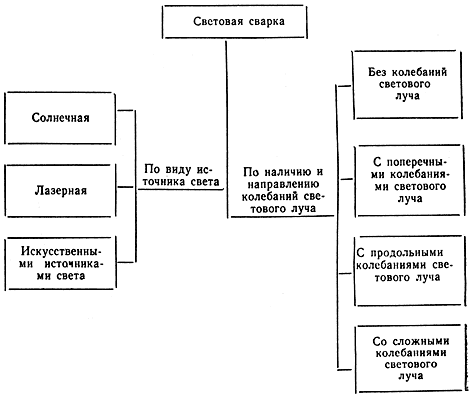 Световая сварка
Солнечная
Лазерная
Искусственны-
ми источника-
ми света
По виду ис-
точника света
По наличию и
направлению
колебаний све-
тового луча
Без колебаний
светового
луча
С поперечны-
ми колебания-
ми светового
луча
С продольными
колебаниями све-
тового луча
Со сложными
колебаниями
светового
луча